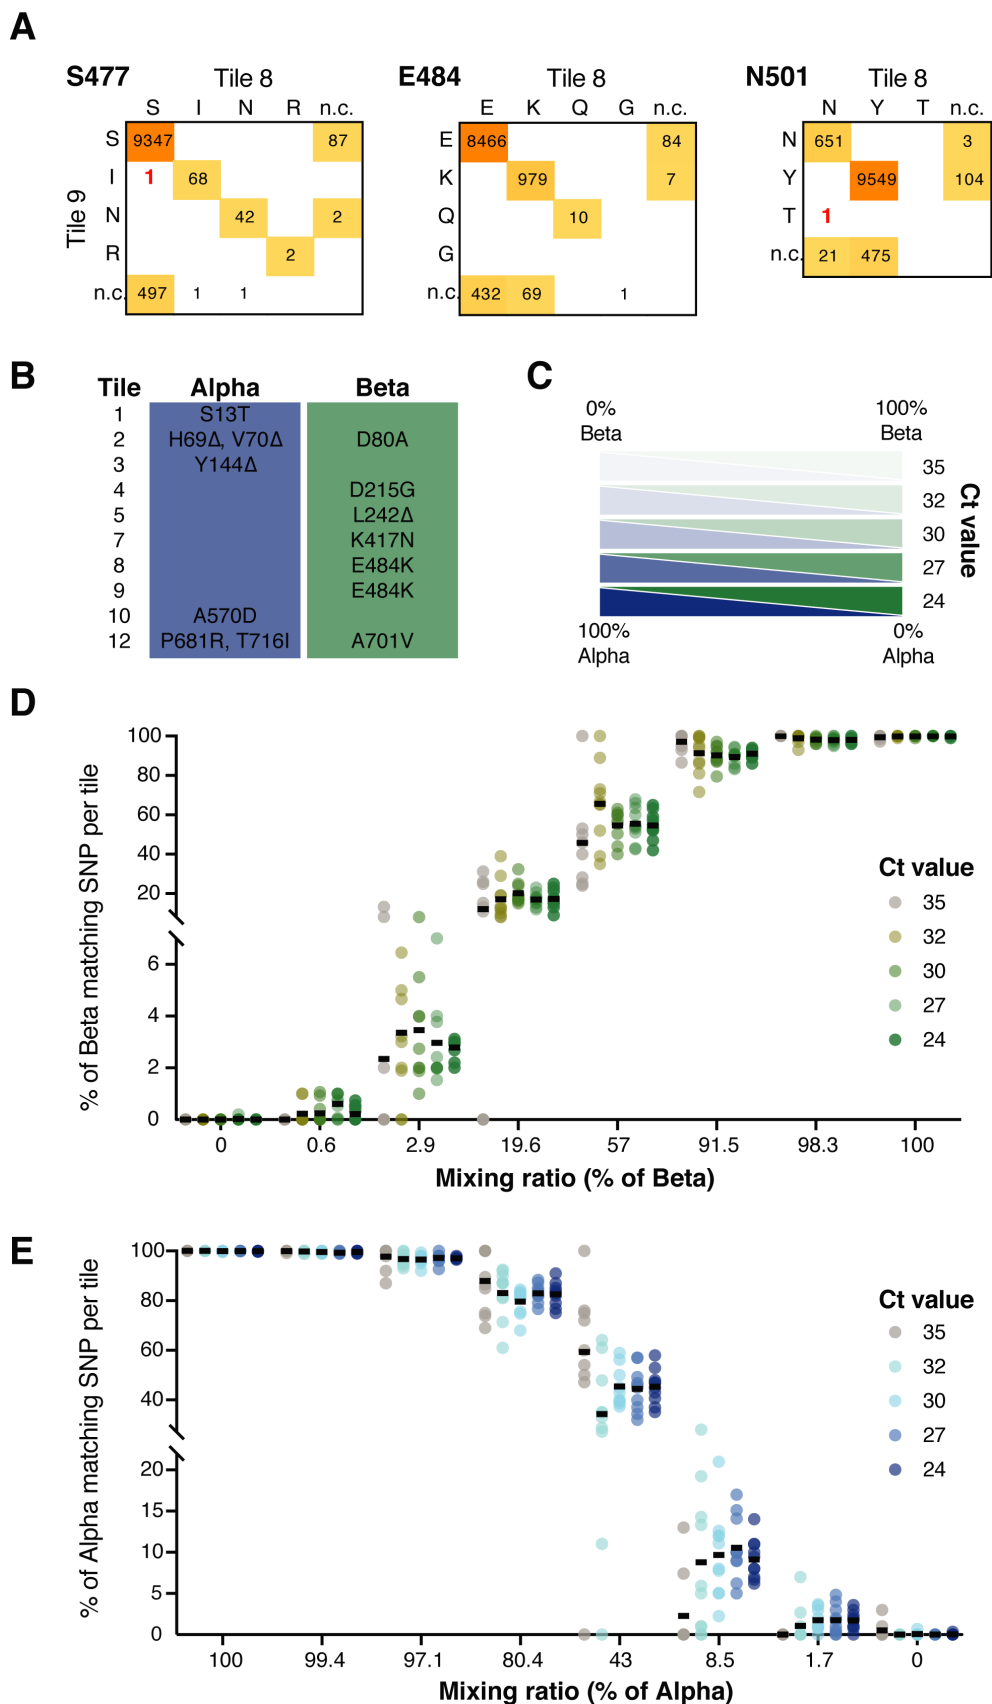 A
S477 Tile 8
S I N R n.c.
Tile 9
S 9347 87
I 1 68
N 42 2
R 2
n.c. 497 1 1
E484 Tile 8
E K Q G n.c.
E 8466 84
K 979 7
Q 10
G
n.c. 432 69 1
N501 Tile 8
N Y T n.c.
N 651 3
Y 9549 104
T 1
n.c. 21 475
B
Tile Alpha Beta
1 S13T
2 H69Δ, V70Δ D80A
3 Y144Δ
4 D215G
5 L242Δ
7 K417N
8 E484K
9 E484K
10 A570D
12 P681R, T716I A701V
C
0% 100%
Beta Beta
35
32
30
27
24
Ct value
100% 0%
Alpha Alpha
D
% of Beta matching SNP per tile
100
80
60
40
20
6
4
2
0
0 0.6 2.9 19.6 57 91.5 98.3 100
Mixing ratio (% of Beta)
Ct value
35
32
30
27
24
E
% of Alpha matching SNP per tile
100
80
60
40
20
15
10
5
0
100 99.4 97.1 80.4 43 8.5 1.7 0
Mixing ratio (% of Alpha)
Ct value
35
32
30
27
24